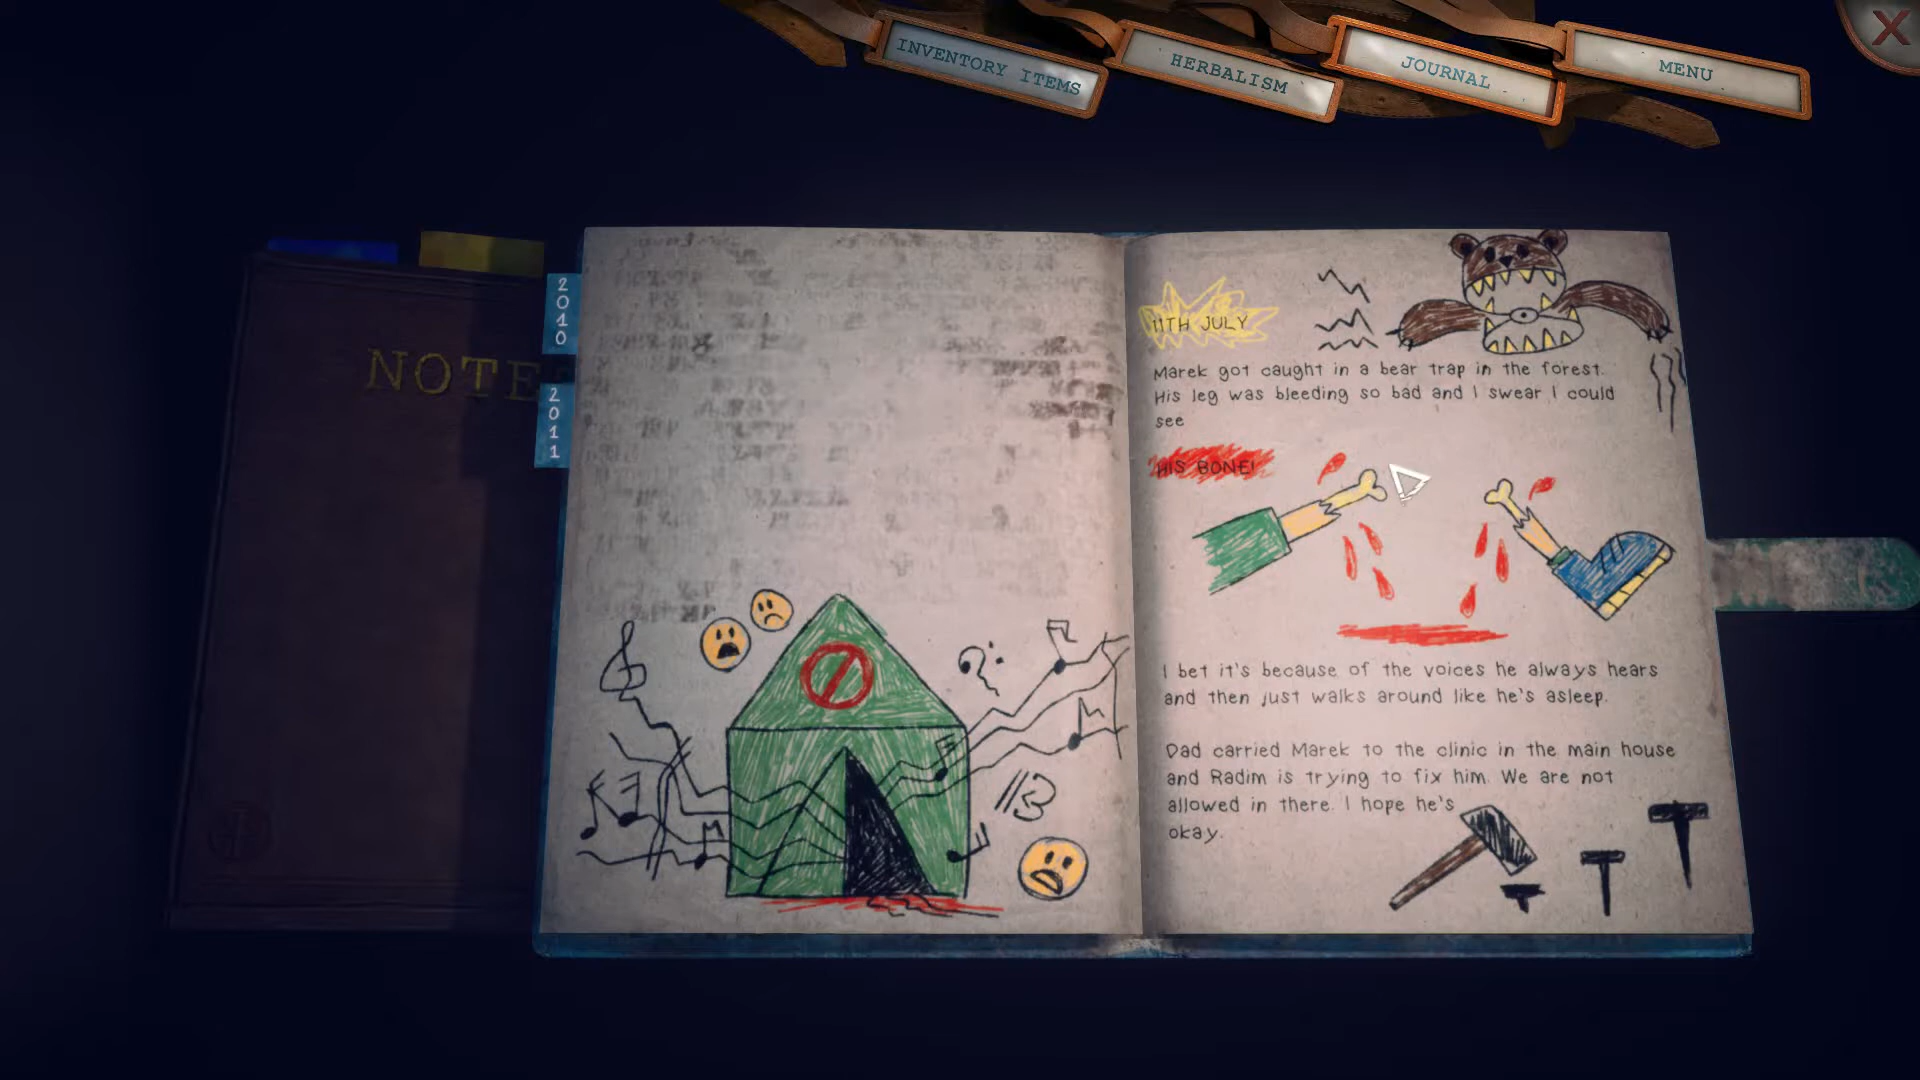 INVENTORY ITEMS
HERBALISM
JOURNAL
MENU
NOTE
2010
2011
11TH JULY
Marek got caught in a bear trap in the forest.
His leg was bleeding so bad and I swear I could
see
HIS BONE!
I bet it's because of the voices he always hears
and then just walks around like he's asleep.
Dad carried Marek to the clinic in the main house
and Radim is trying to fix him. We are not
allowed in there. I hope he's
okay.